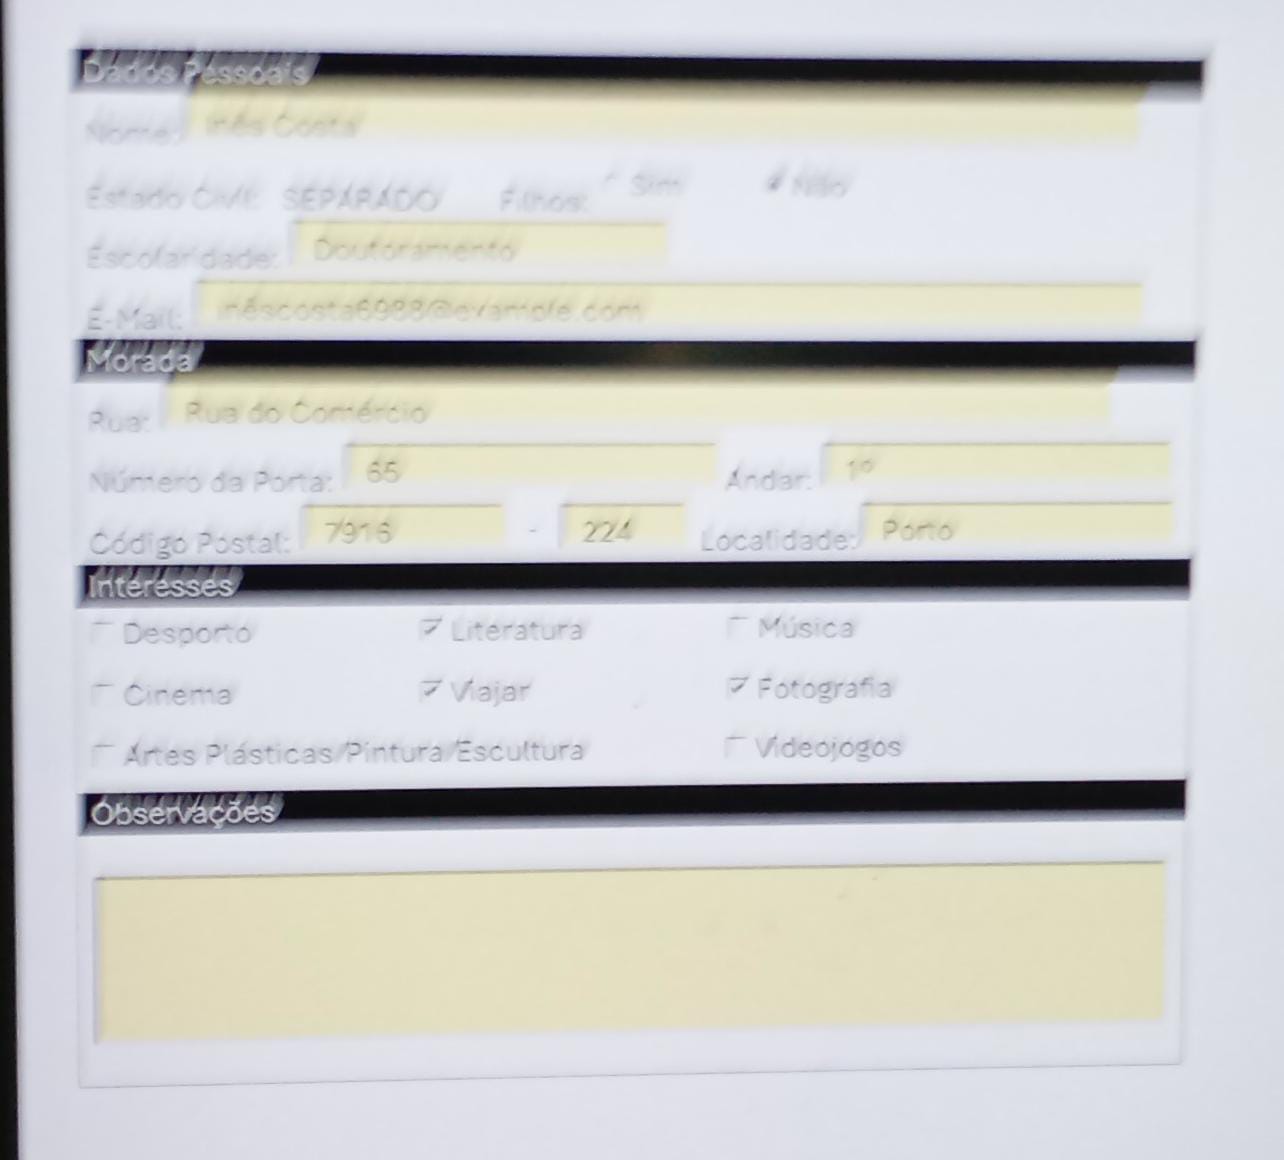 Dados Pessoais
Nome: Inês Costa
Estado Civil: SEPARADO Filhos: Sim Não
Escolaridade: Doutoramento
E-Mail: inêscosta6988@example.com
Morada
Rua: Rua do Comércio
Número da Porta: 65 Andar: 1º
Código Postal: 7916 - 224 Localidade: Porto
Interesses
Desporto Literatura Música
Cinema Viajar Fotografia
Artes Plásticas/Pintura/Escultura Videojogos
Observações